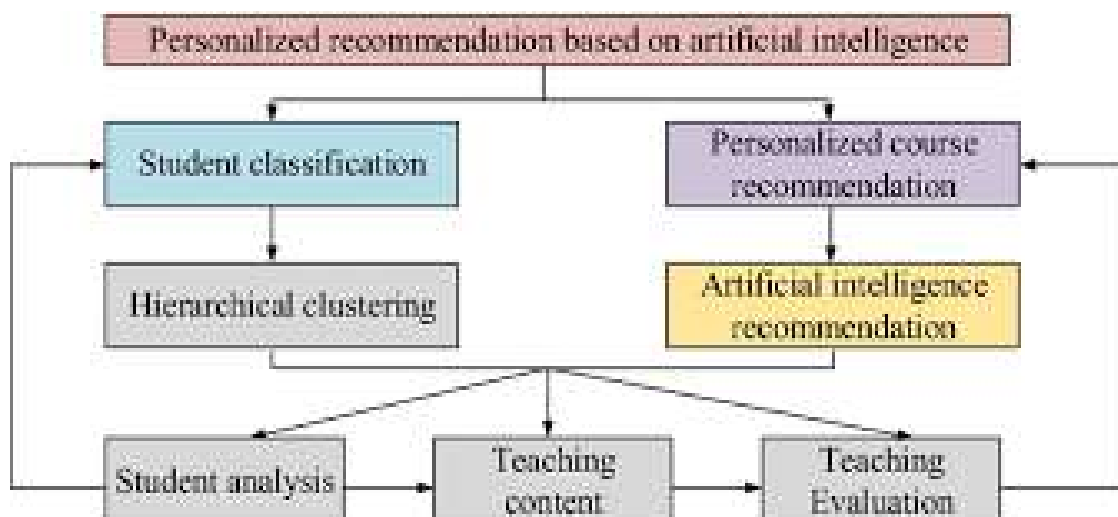 Personalized recommendation based on artificial intelligence
Student classification
Personalized course
recommendation
Hierarchical clustering
Artificial intelligence
recommendation
Student analysis
Teaching
content
Teaching
Evaluation